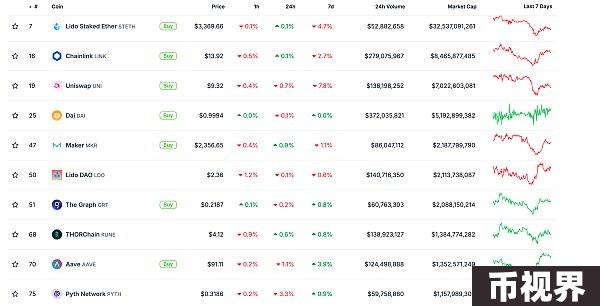 # Coin Price 1h 24h 7d 24h Volume Market Cap Last 7 Days
7 Lido Staked Ether STETH Buy $3,369.66 0.1% 0.1% 4.7% $52,882,658 $32,537,091,261
16 Chainlink LINK Buy $13.92 0.5% 0.1% 2.7% $279,075,967 $8,465,877,485
19 Uniswap UNI Buy $9.32 0.4% 0.7% 7.8% $138,198,252 $7,022,603,081
25 Dai DAI Buy $0.9994 0.0% 0.1% 0.0% $372,035,821 $5,192,899,382
47 Maker MKR Buy $2,356.65 0.4% 0.9% 1.1% $86,047,112 $2,187,799,790
50 Lido DAO LDO $2.36 1.2% 0.1% 0.6% $140,716,350 $2,113,738,087
51 The Graph GRT Buy $0.2187 0.1% 0.2% 0.8% $60,763,303 $2,088,150,214
68 THORChain RUNE $4.12 0.9% 0.6% 0.8% $138,923,127 $1,384,774,282
70 Aave AAVE Buy $91.11 0.2% 1.1% 3.9% $124,498,888 $1,352,571,249
75 Pyth Network PYTH $0.3186 0.2% 3.3% 0.9% $59,758,860
币视界